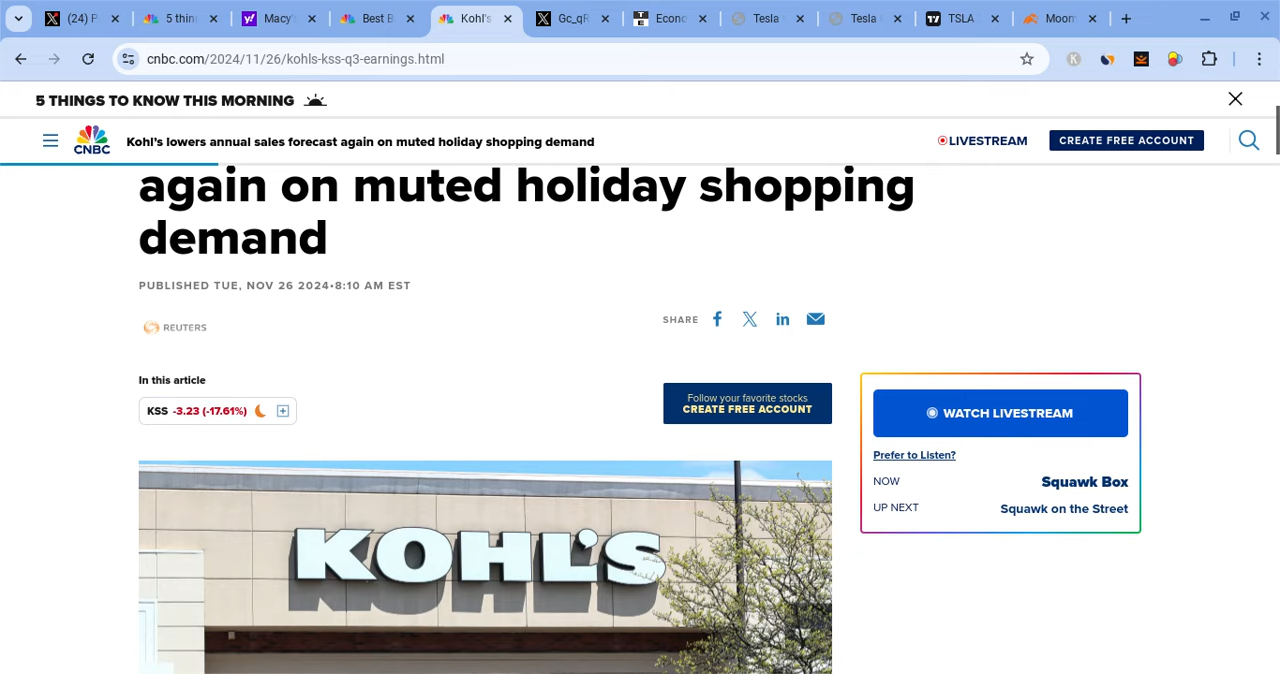 (24) P
5 thin
Macy'
Best B
Kohl's
Gc_qR
Econo
Tesla
Tesla
TSLA
Moom
cnbc.com/2024/11/26/kohls-kss-q3-earnings.html
5 THINGS TO KNOW THIS MORNING
CNBC
Kohl's lowers annual sales forecast again on muted holiday shopping demand
LIVESTREAM
CREATE FREE ACCOUNT
again on muted holiday shopping
demand
PUBLISHED TUE, NOV 26 2024•8:10 AM EST
REUTERS
SHARE
In this article
KSS -3.23 (-17.61%)
Follow your favorite stocks
CREATE FREE ACCOUNT
WATCH LIVESTREAM
Prefer to Listen?
NOW Squawk Box
UP NEXT Squawk on the Street
KOHL'S